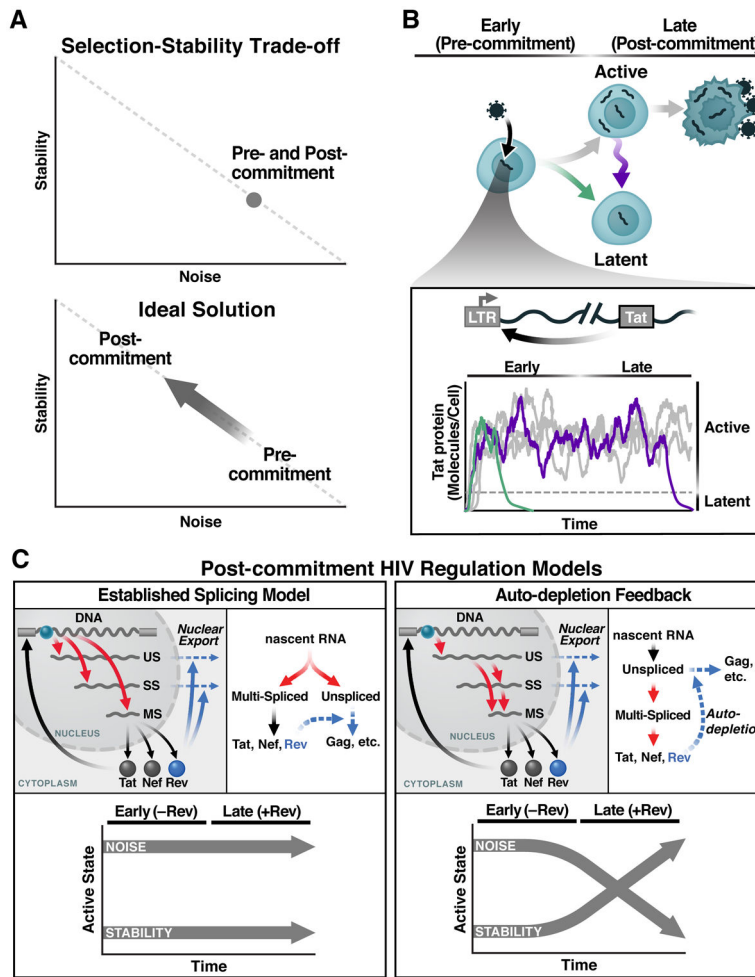 A
Selection-Stability Trade-off
Stability
Pre- and Post-
commitment
Noise
Ideal Solution
Stability
Post-
commitment
Pre-
commitment
Noise
B
Early
(Pre-commitment)
Late
(Post-commitment)
Active
Latent
LTR
Tat
Early
Late
Tat protein
(Molecules/Cell)
Active
Latent
Time
C
Post-commitment HIV Regulation Models
Established Splicing Model
DNA
Nuclear
Export
US
SS
MS
NUCLEUS
CYTOPLASM
Tat Nef Rev
nascent RNA
Multi-Spliced
Unspliced
Tat, Nef, Rev
Gag, etc.
Early (–Rev)
Late (+Rev)
Active State
NOISE
STABILITY
Time
Auto-depletion Feedback
DNA
Nuclear
Export
US
SS
MS
NUCLEUS
CYTOPLASM
Tat Nef Rev
nascent RNA
Unspliced
Gag,
etc.
Multi-Spliced
Auto-
depletio
Tat, Nef, Rev
Early (–Rev)
Late (+Rev)
Active State
NOISE
STABILITY
Time